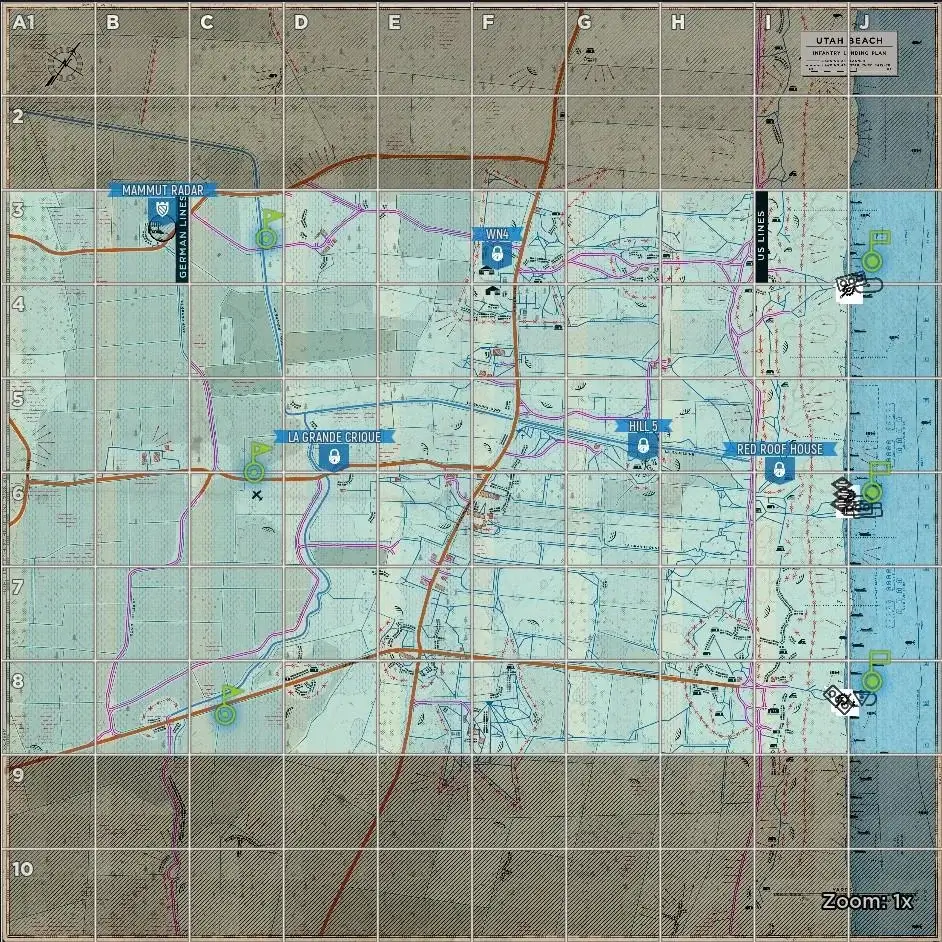 A1 B C D E F G H I J
UTAH BEACH
INFANTRY LANDING PLAN
2
MAMMUT RADAR
3
GERMAN LINES
WN4
US LINES
4
5
HILL 5
LA GRANDE CRIQUE
RED ROOF HOUSE
6
7
8
9
10
Zoom: 1x